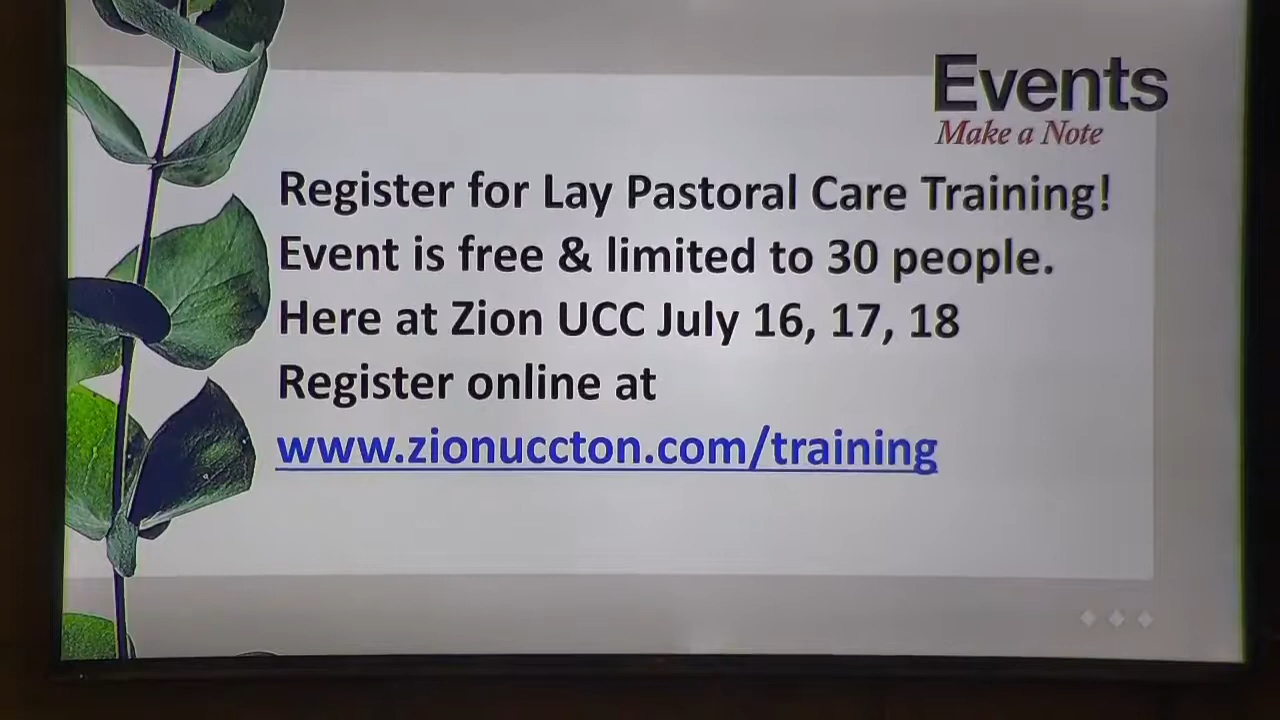 Events
Make a Note
Register for Lay Pastoral Care Training!
Event is free & limited to 30 people.
Here at Zion UCC July 16, 17, 18
Register online at
www.zionuccton.com/training